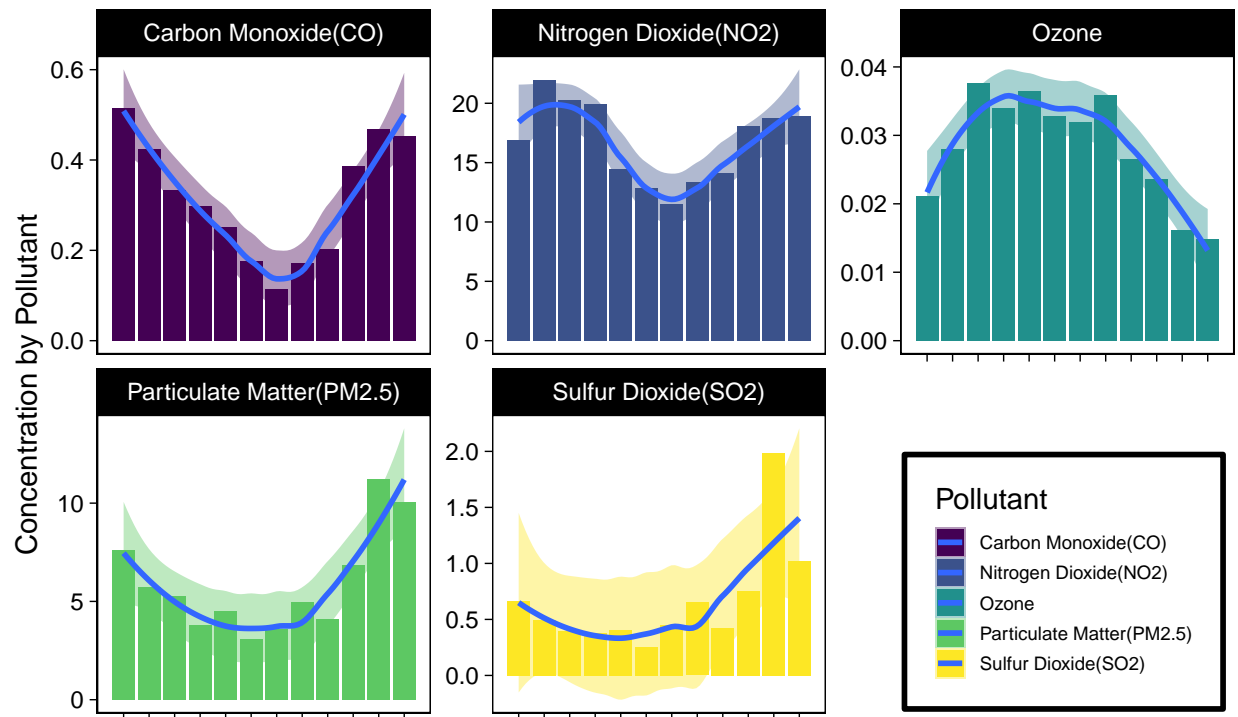 Carbon Monoxide(CO)
Nitrogen Dioxide(NO2)
Ozone
Concentration by Pollutant
0.6
0.4
0.2
0.0
20
15
10
5
0
0.04
0.03
0.02
0.01
0.00
Particulate Matter(PM2.5)
Sulfur Dioxide(SO2)
10
5
0
2.0
1.5
1.0
0.5
0.0
Pollutant
Carbon Monoxide(CO)
Nitrogen Dioxide(NO2)
Ozone
Particulate Matter(PM2.5)
Sulfur Dioxide(SO2)